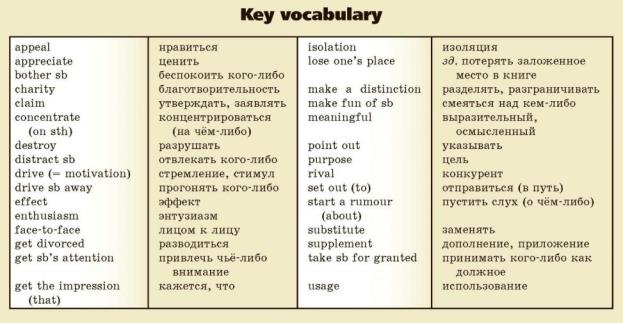 Key vocabulary
appeal нравиться
appreciate ценить
bother sb беспокоить кого-либо
charity благотворительность
claim утверждать, заявлять
concentrate концентрироваться
(on sth) (на чём-либо)
destroy разрушать
distract sb отвлекать кого-либо
drive (= motivation) стремление, стимул
drive sb away прогонять кого-либо
effect эффект
enthusiasm энтузиазм
face-to-face лицом к лицу
get divorced разводиться
get sb's attention привлечь чьё-либо
внимание
get the impression кажется, что
(that)
isolation изоляция
lose one's place зд. потерять заложенное
место в книге
make a distinction разделять, разграничивать
make fun of sb смеяться над кем-либо
meaningful выразительный,
осмысленный
point out указывать
purpose цель
rival конкурент
set out (to) отправиться (в путь)
start a rumour пустить слух (о чём-либо)
(about)
substitute заменять
supplement дополнение, приложение
take sb for granted принимать кого-либо как
должное
usage использование